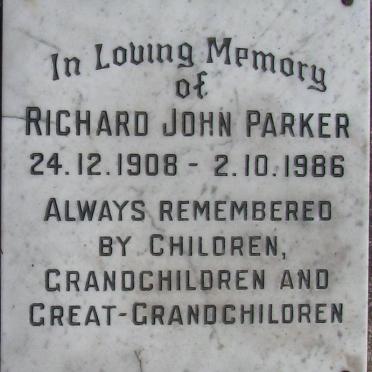 In Loving Memory
of
RICHARD JOHN PARKER
24.12.1908 - 2.10.1986
ALWAYS REMEMBERED
BY CHILDREN,
GRANDCHILDREN AND
GREAT-GRANDCHILDREN